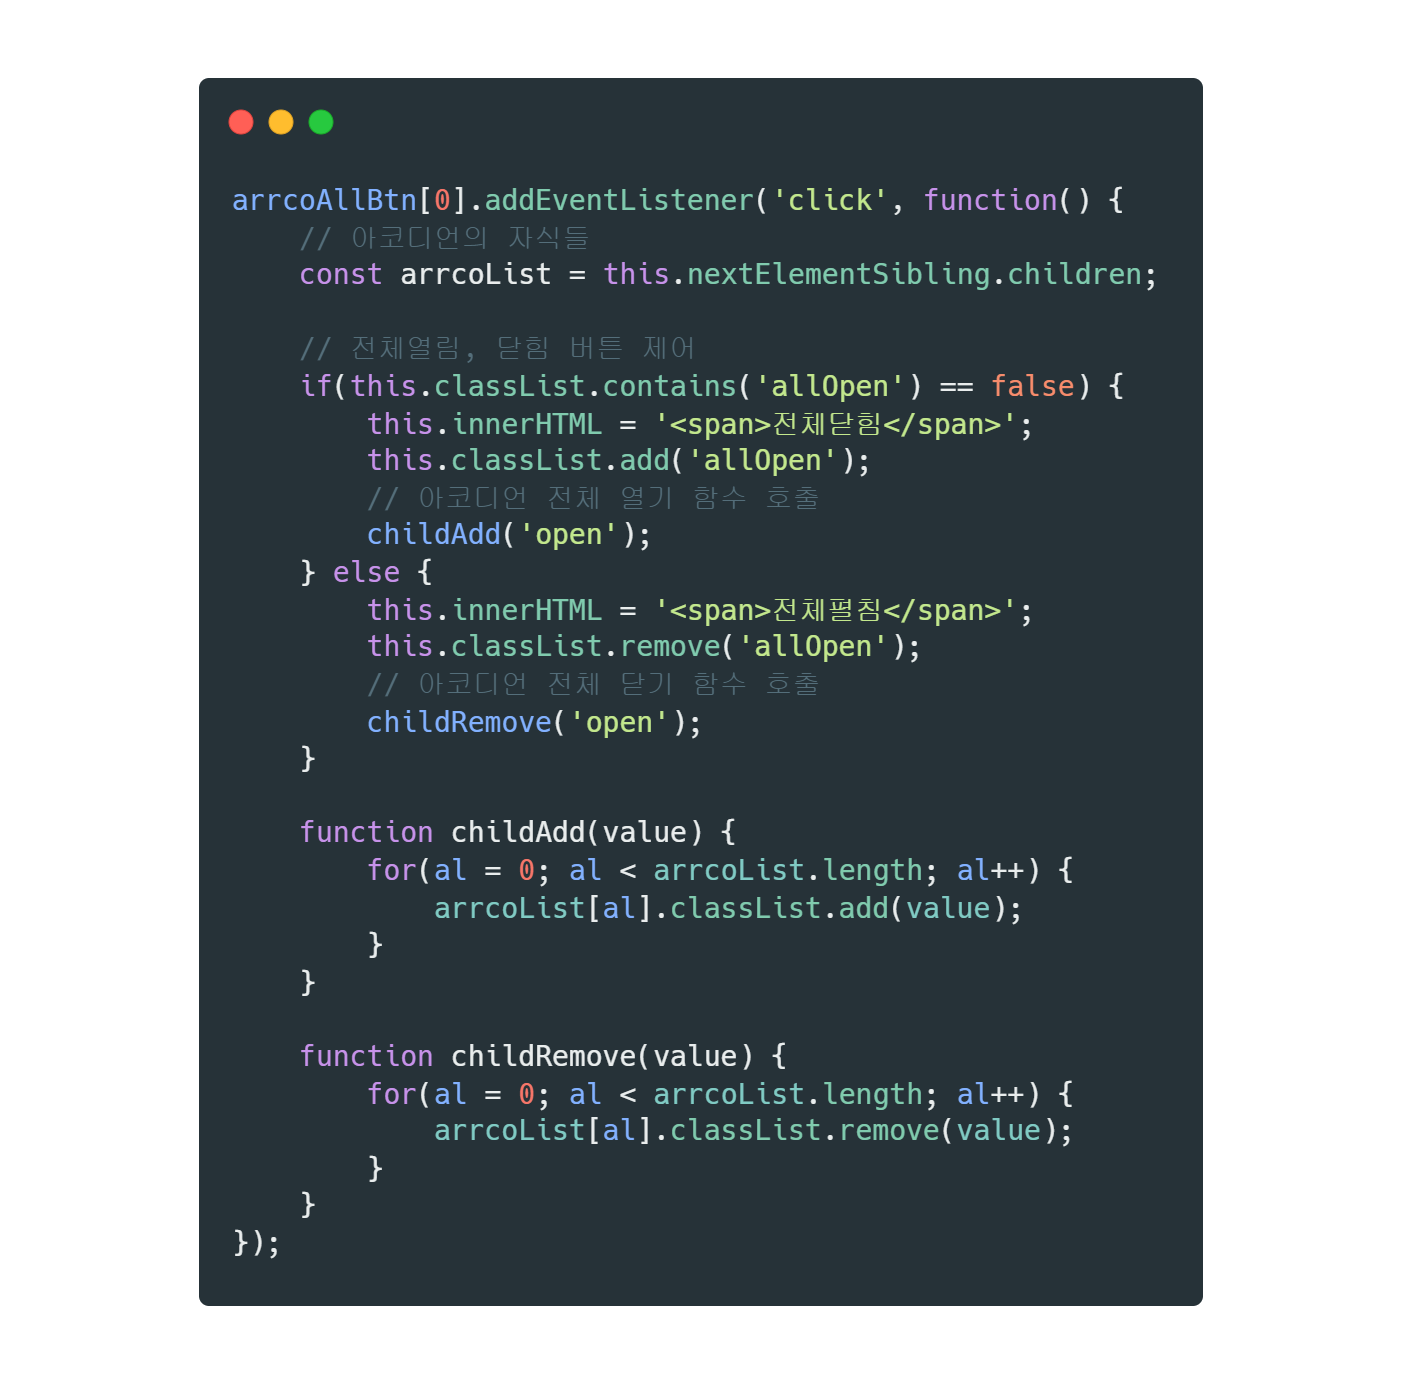 arrcoAllBtn[0].addEventListener('click', function() {
    // 아코디언의 자식들
    const arrcoList = this.nextElementSibling.children;

    // 전체열림, 닫힘 버튼 제어
    if(this.classList.contains('allOpen') == false) {
        this.innerHTML = '<span>전체닫힘</span>';
        this.classList.add('allOpen');
        // 아코디언 전체 열기 함수 호출
        childAdd('open');
    } else {
        this.innerHTML = '<span>전체펼침</span>';
        this.classList.remove('allOpen');
        // 아코디언 전체 닫기 함수 호출
        childRemove('open');
    }

    function childAdd(value) {
        for(al = 0; al < arrcoList.length; al++) {
            arrcoList[al].classList.add(value);
        }
    }

    function childRemove(value) {
        for(al = 0; al < arrcoList.length; al++) {
            arrcoList[al].classList.remove(value);
        }
    }
});